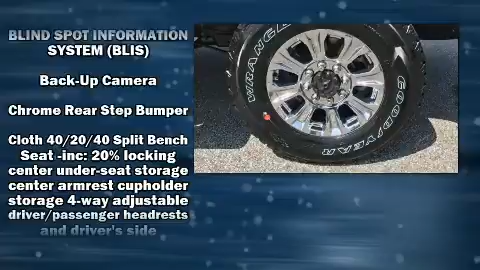 BLIND SPOT INFORMATION
SYSTEM (BLIS)
Back-Up Camera
Chrome Rear Step Bumper
Cloth 40/20/40 Split Bench
Seat -inc: 20% locking
center under-seat storage
center armrest cupholder
storage 4-way adjustable
driver/passenger headrests
and driver's side
WRANGLER
GOODYEAR